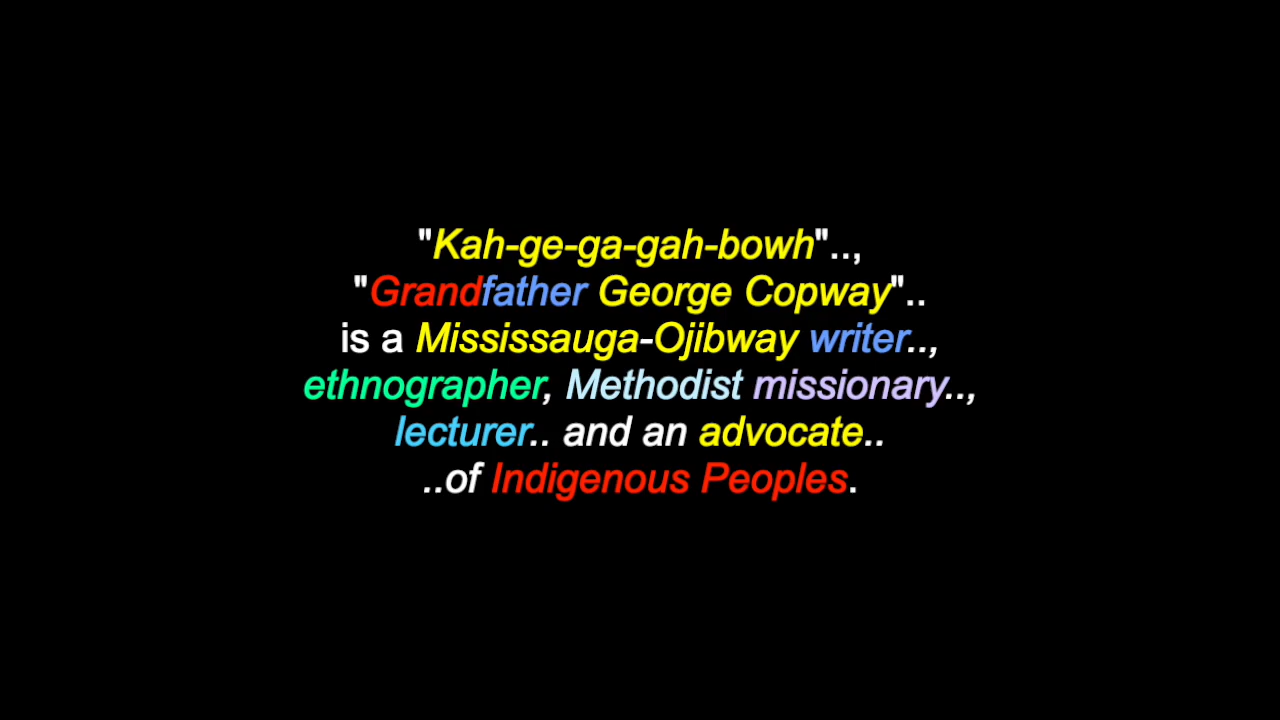 "Kah-ge-ga-gah-bowh"..,
"Grandfather George Copway"..
is a Mississauga-Ojibway writer..,
ethnographer, Methodist missionary..,
lecturer.. and an advocate..
..of Indigenous Peoples.